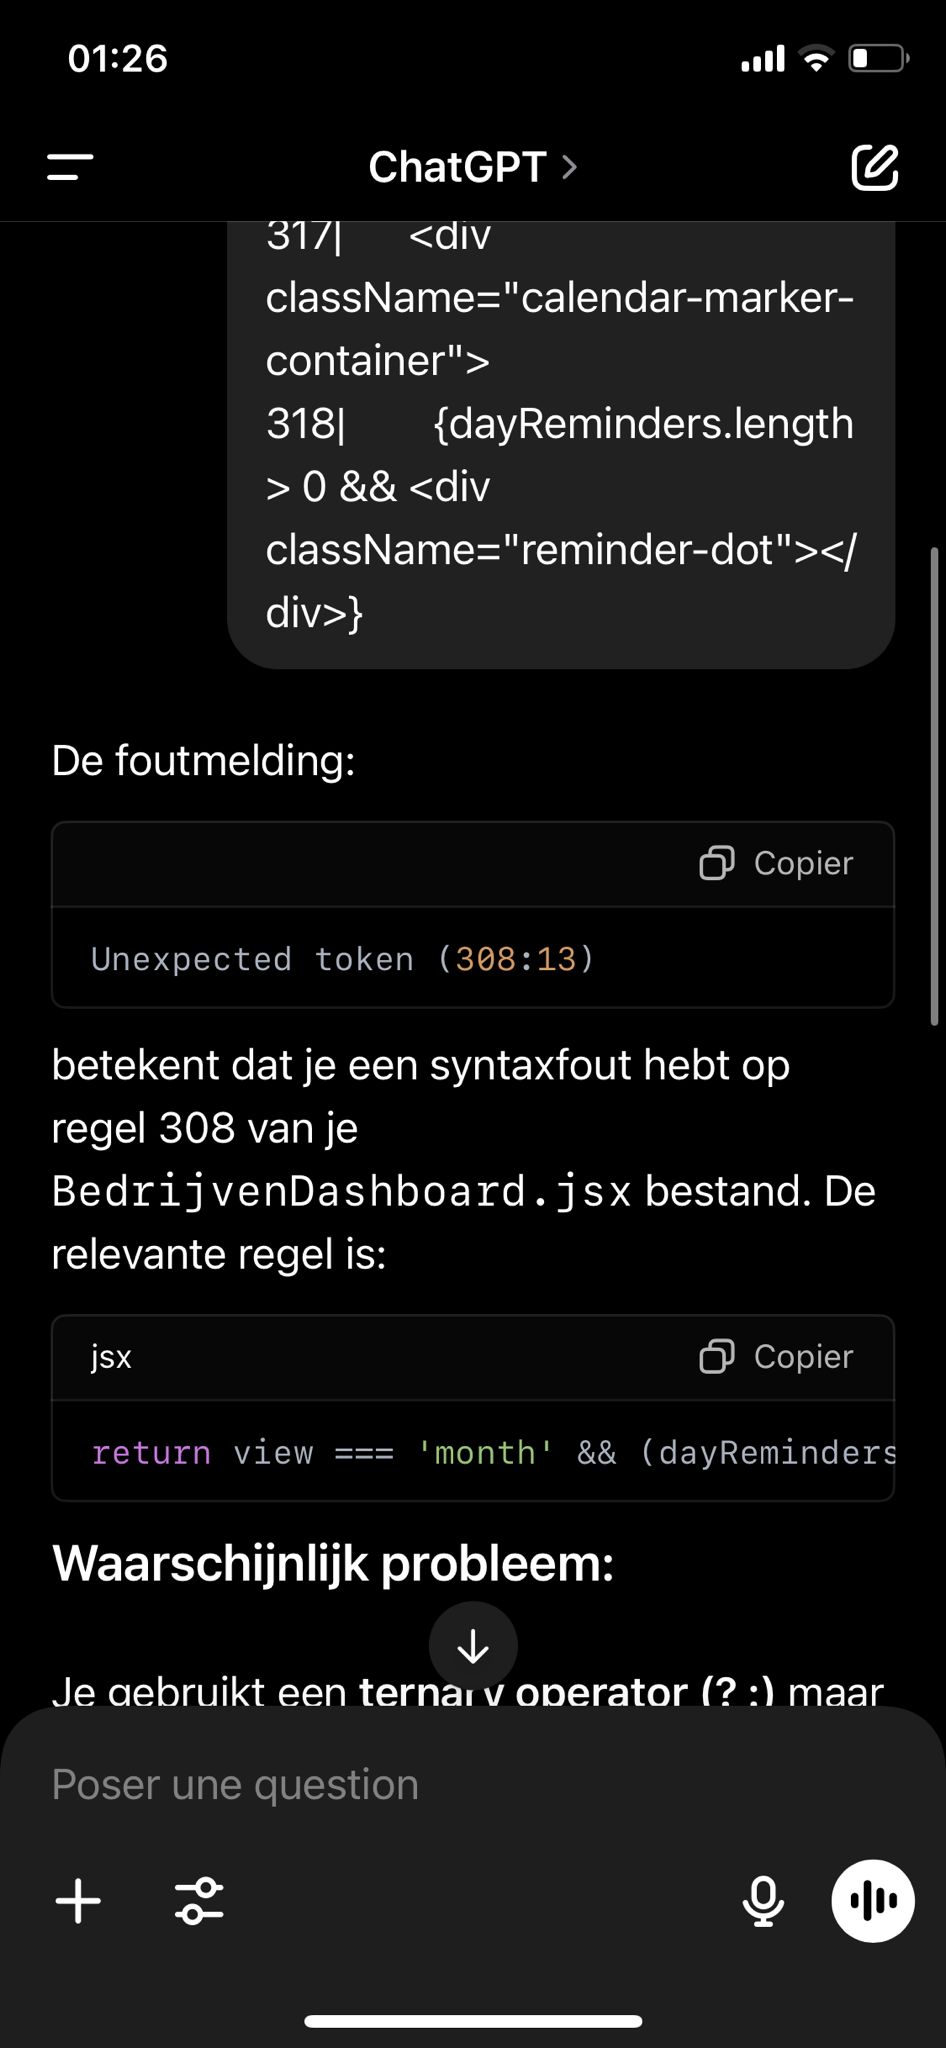 01:26
ChatGPT >
317|      <div
className="calendar-marker-
container">
318|        {dayReminders.length
> 0 && <div
className="reminder-dot"></
div>}
De foutmelding:
Copier
Unexpected token (308:13)
betekent dat je een syntaxfout hebt op
regel 308 van je
BedrijvenDashboard.jsx bestand. De
relevante regel is:
jsx
Copier
return view === 'month' && (dayReminders
Waarschijnlijk probleem:
Je gebruikt een ternary operator (? :) maar
Poser une question